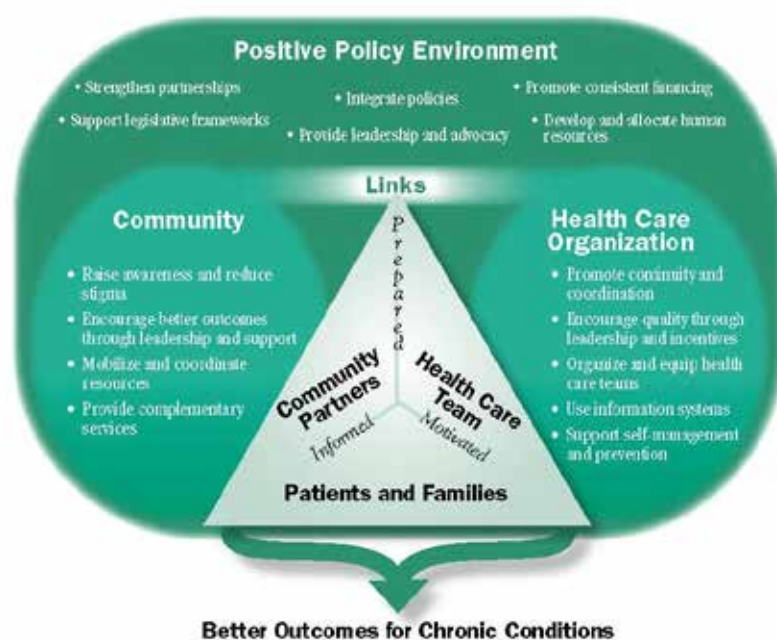 Positive Policy Environment
• Strengthen partnerships
• Support legislative frameworks
• Integrate policies
• Provide leadership and advocacy
• Promote consistent financing
• Develop and allocate human
resources
Links
Community
• Raise awareness and reduce
stigma
• Encourage better outcomes
through leadership and support
• Mobilize and coordinate
resources
• Provide complementary
services
Prepared
Community
Partners
Informed
Health Care
Team
Motivated
Patients and Families
Health Care
Organization
• Promote continuity and
coordination
• Encourage quality through
leadership and incentives
• Organize and equip health
care teams
• Use information systems
• Support self-management
and prevention
Better Outcomes for Chronic Conditions